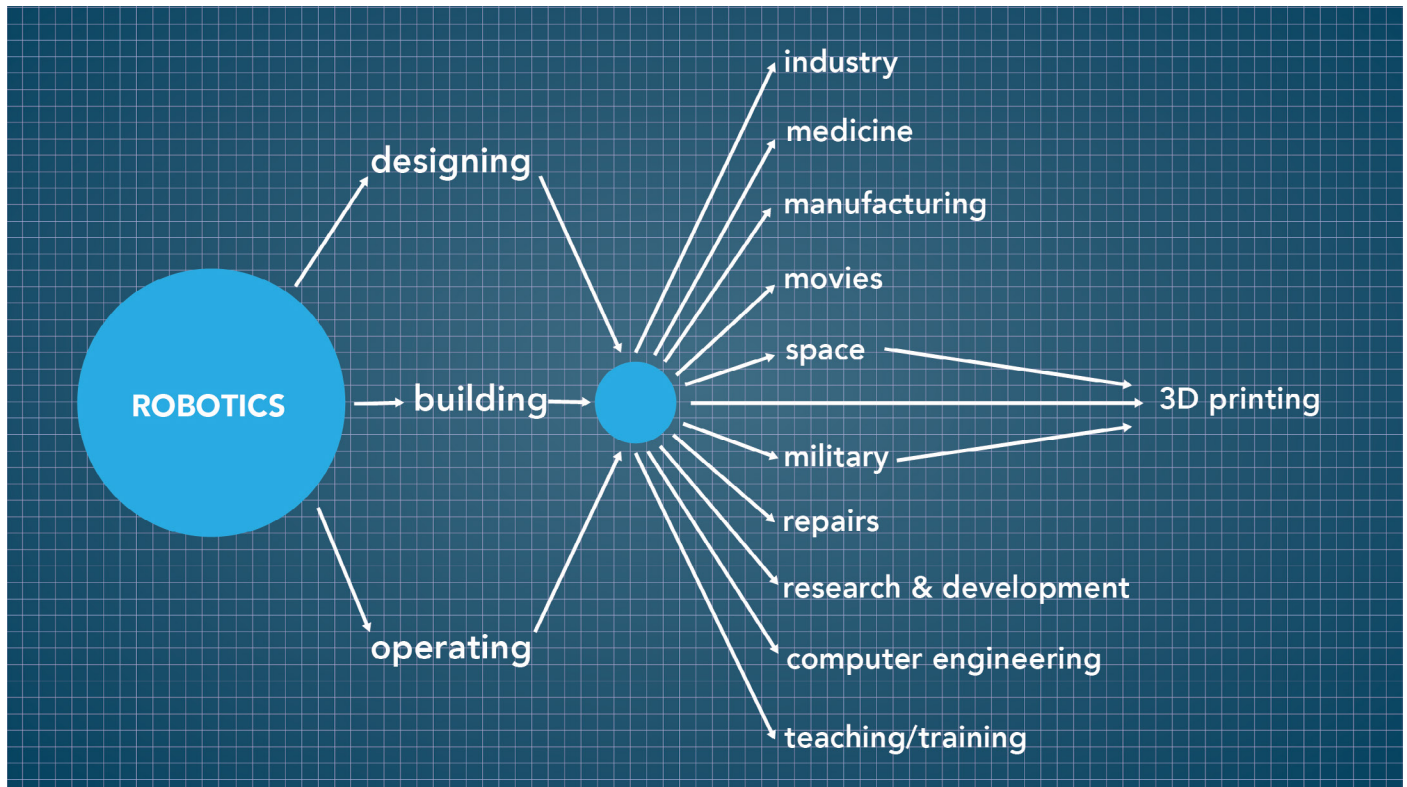 ROBOTICS
designing
building
operating
industry
medicine
manufacturing
movies
space
military
repairs
research & development
computer engineering
teaching/training
3D printing